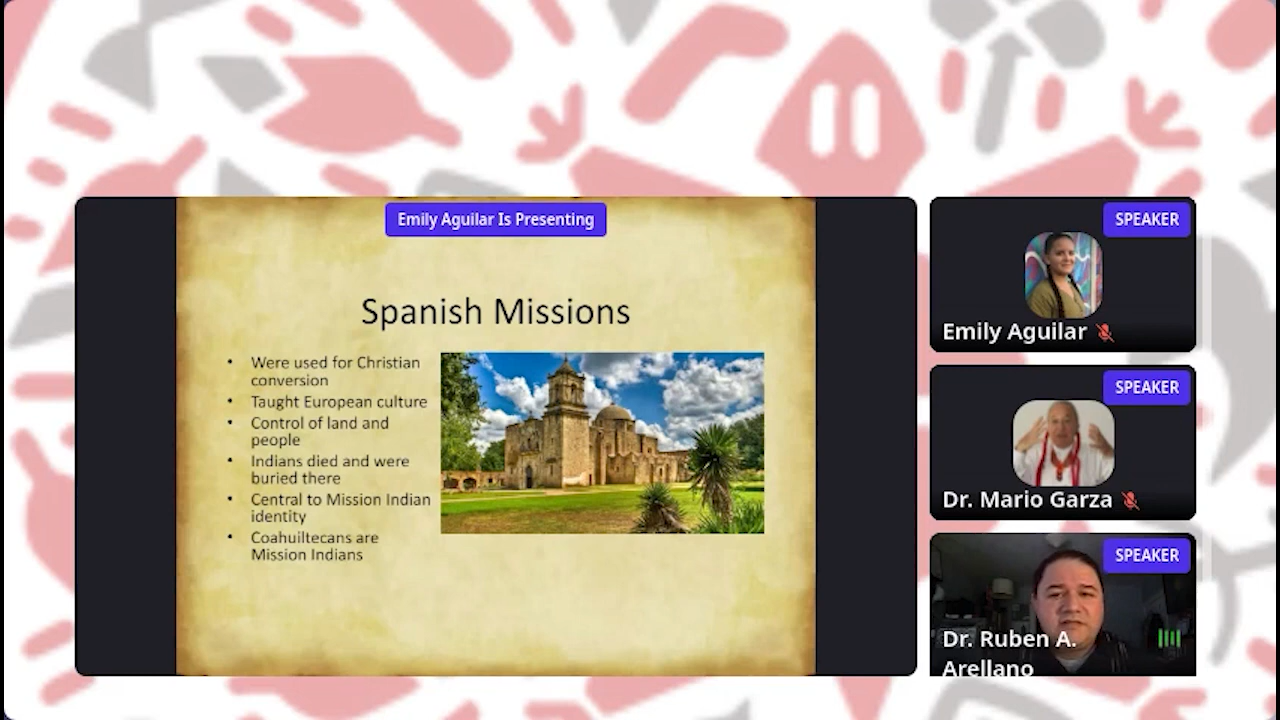 Emily Aguilar Is Presenting
Spanish Missions
• Were used for Christian
conversion
• Taught European culture
• Control of land and
people
• Indians died and were
buried there
• Central to Mission Indian
identity
• Coahuiltecans are
Mission Indians
SPEAKER
Emily Aguilar
SPEAKER
Dr. Mario Garza
SPEAKER
Dr. Ruben A.
Arellano